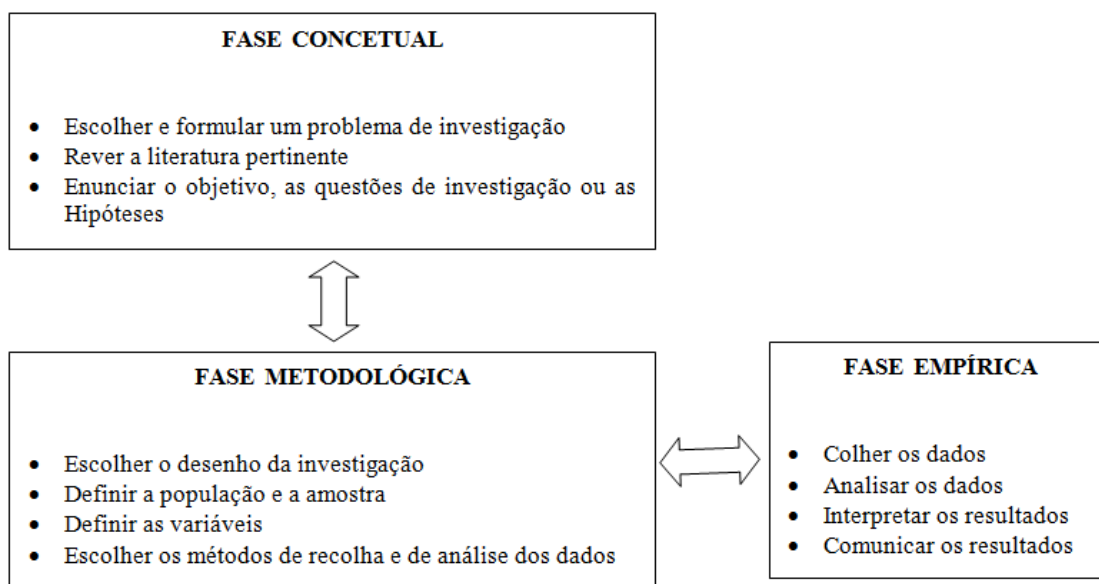 FASE CONCETUAL
• Escolher e formular um problema de investigação
• Rever a literatura pertinente
• Enunciar o objetivo, as questões de investigação ou as
Hipóteses
FASE METODOLÓGICA
• Escolher o desenho da investigação
• Definir a população e a amostra
• Definir as variáveis
• Escolher os métodos de recolha e de análise dos dados
FASE EMPÍRICA
• Colher os dados
• Analisar os dados
• Interpretar os resultados
• Comunicar os resultados